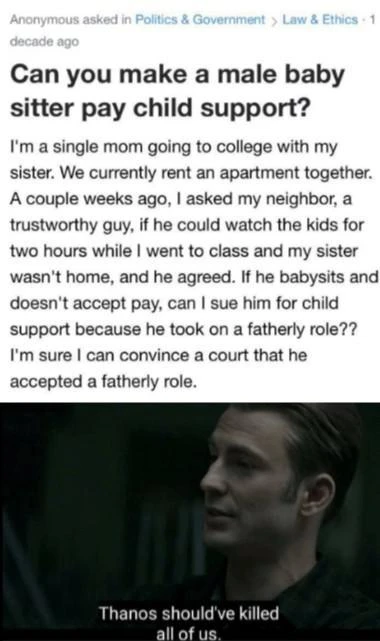 Anonymous asked in Politics & Government > Law & Ethics · 1
decade ago
Can you make a male baby
sitter pay child support?
I'm a single mom going to college with my
sister. We currently rent an apartment together.
A couple weeks ago, I asked my neighbor, a
trustworthy guy, if he could watch the kids for
two hours while I went to class and my sister
wasn't home, and he agreed. If he babysits and
doesn't accept pay, can I sue him for child
support because he took on a fatherly role??
I'm sure I can convince a court that he
accepted a fatherly role.
Thanos should've killed
all of us.